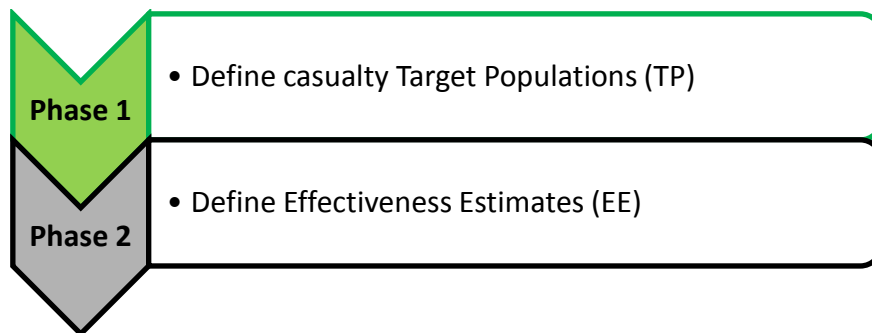 Phase 1
• Define casualty Target Populations (TP)
Phase 2
• Define Effectiveness Estimates (EE)